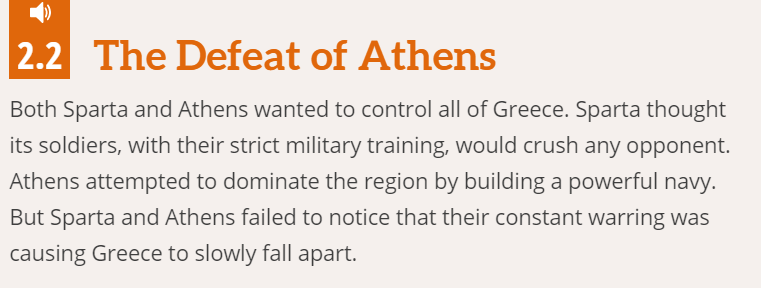 2.2 The Defeat of Athens
Both Sparta and Athens wanted to control all of Greece. Sparta thought
its soldiers, with their strict military training, would crush any opponent.
Athens attempted to dominate the region by building a powerful navy.
But Sparta and Athens failed to notice that their constant warring was
causing Greece to slowly fall apart.